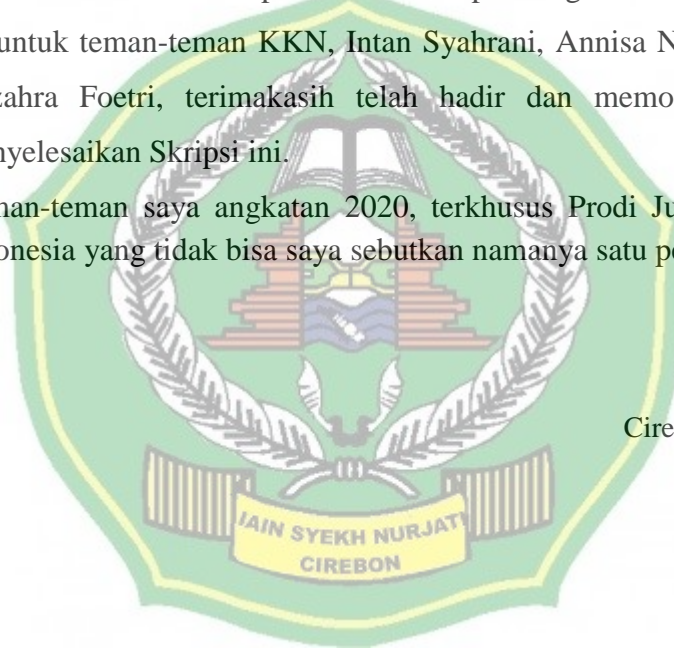 untuk teman-teman KKN, Intan Syahrani, Annisa N
zahra Foetri, terimakasih telah hadir dan memo
nyelesaikan Skripsi ini.
man-teman saya angkatan 2020, terkhusus Prodi Ju
onesia yang tidak bisa saya sebutkan namanya satu pe
Cire
IAIN SYEKH NURJATI
CIREBON